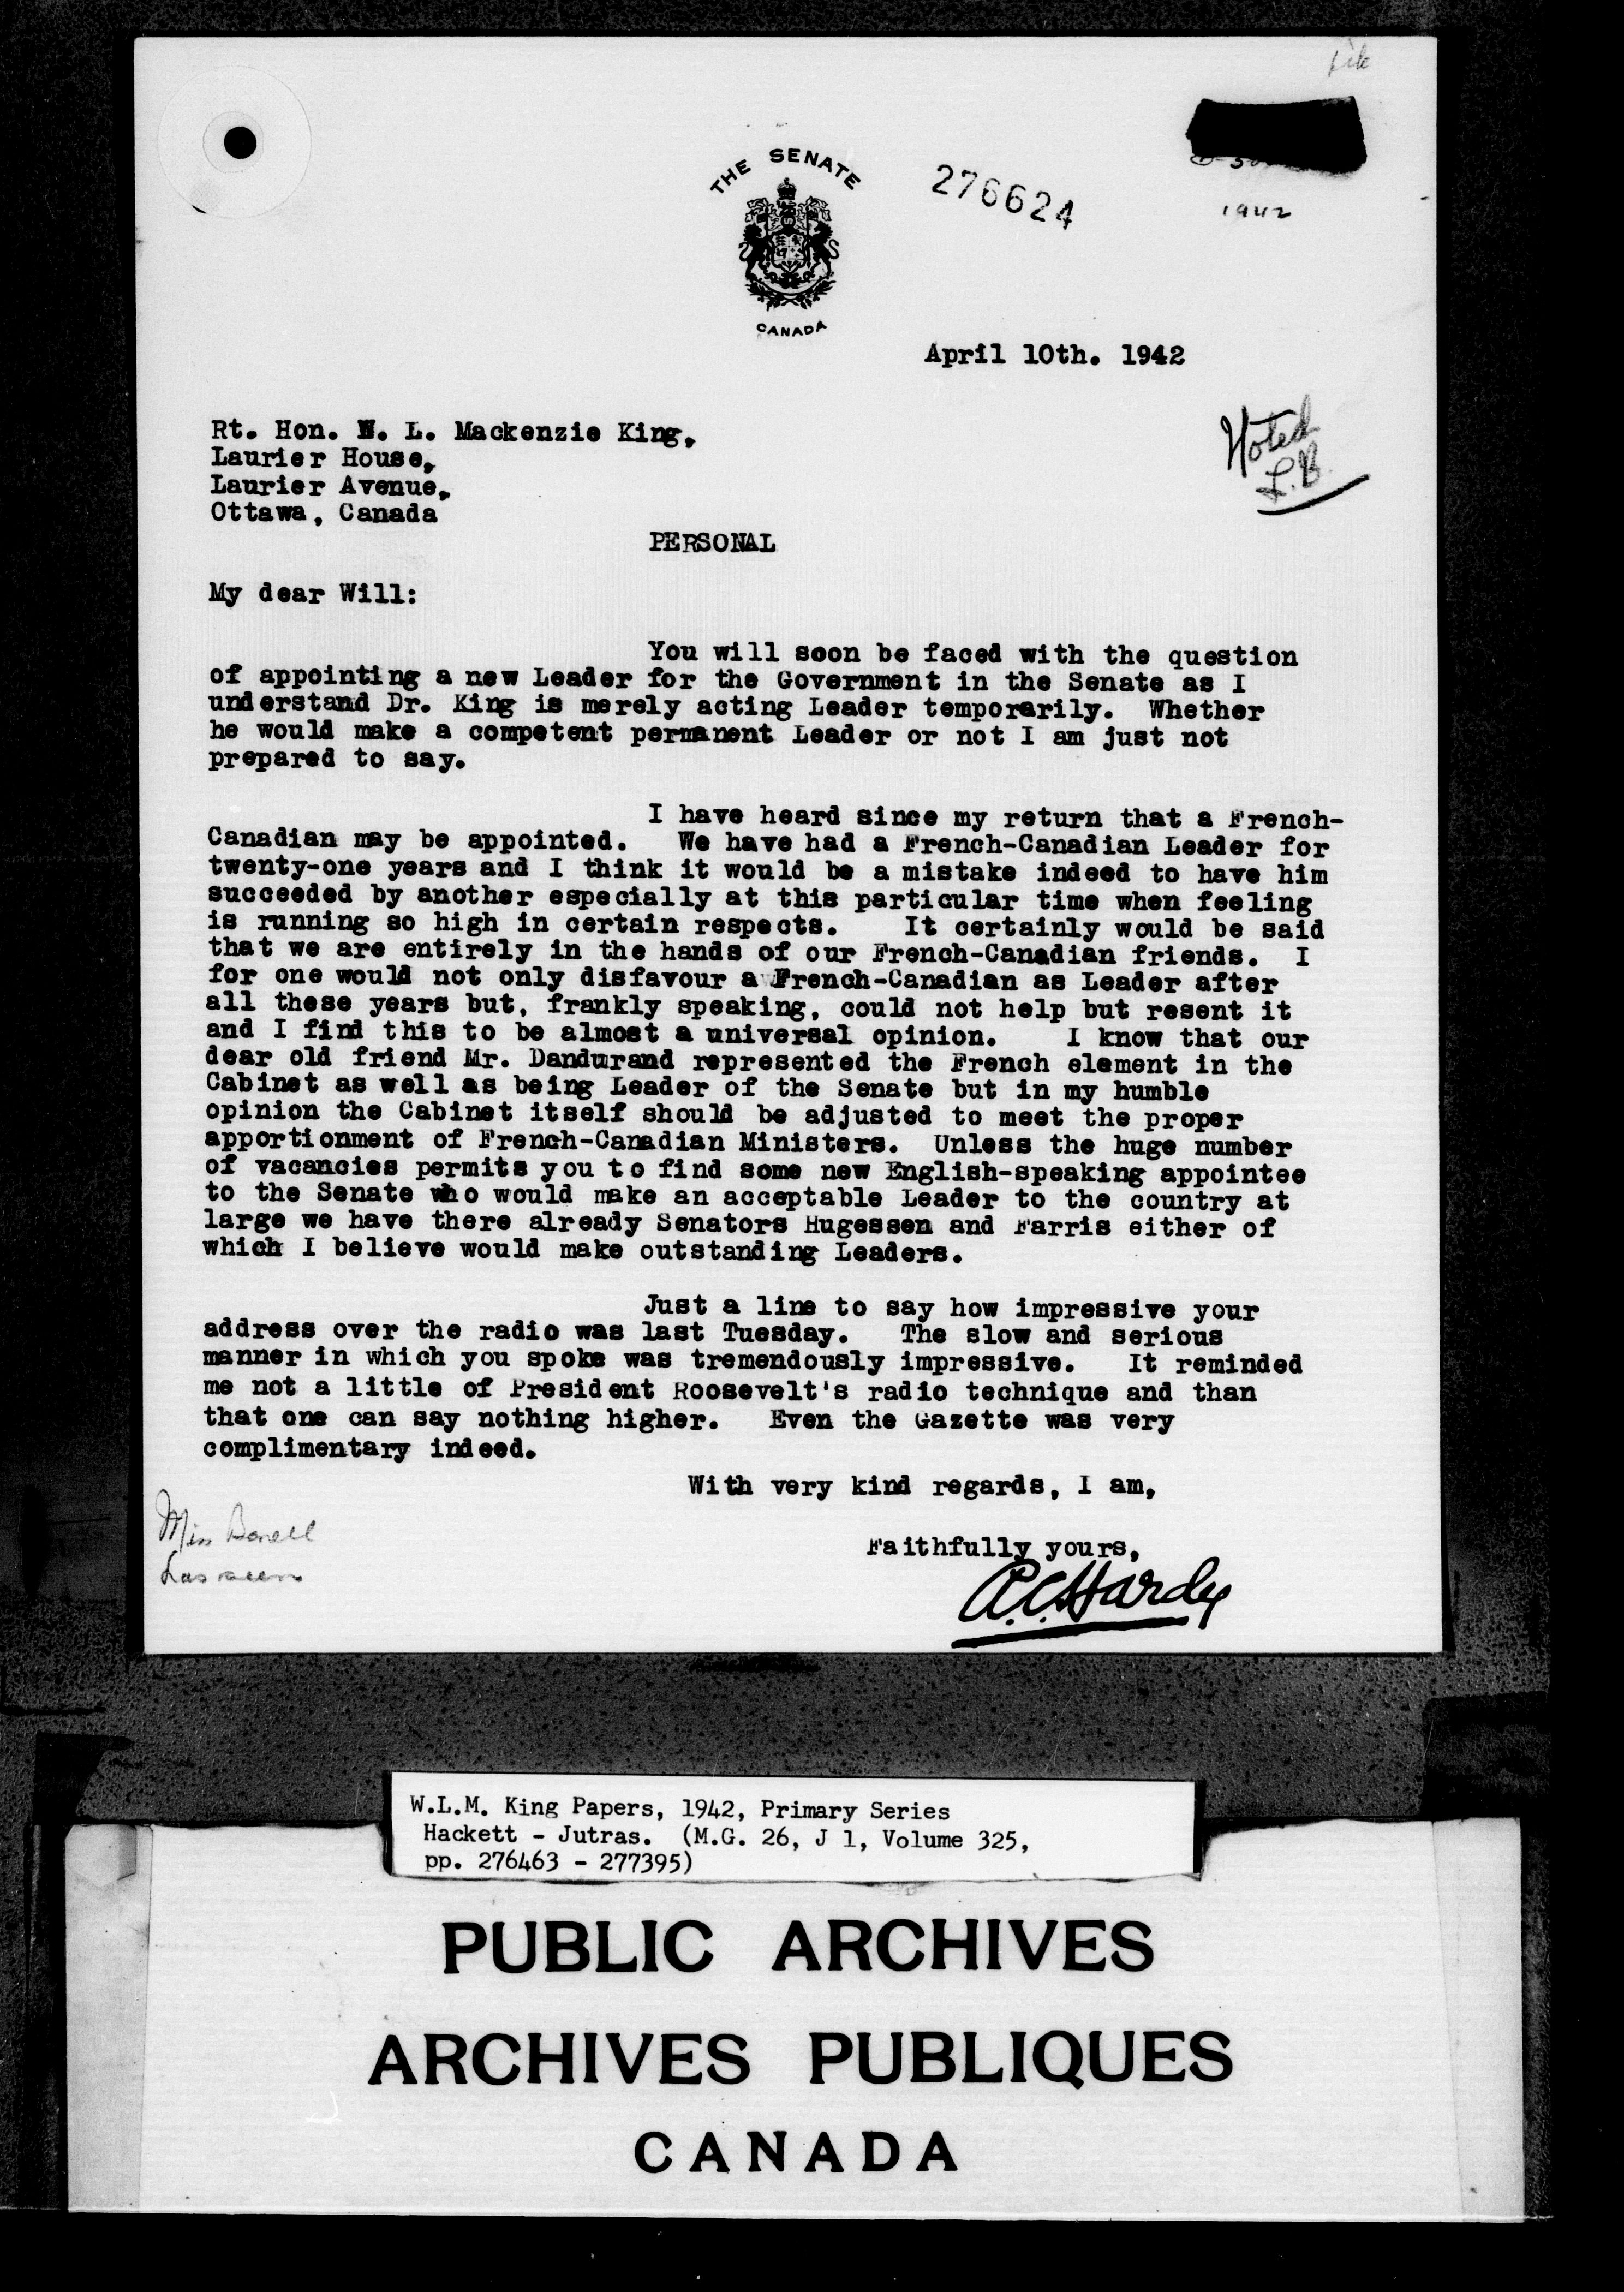 file
THE SENATE
CANADA
276624
1942
April 10th. 1942
Noted
L.B.
Rt. Hon. W. L. Mackenzie King,
Laurier House,
Laurier Avenue,
Ottawa, Canada
PERSONAL
My dear Will:
You will soon be faced with the question
of appointing a new Leader for the Government in the Senate as I
understand Dr. King is merely acting Leader temporarily. Whether
he would make a competent permanent Leader or not I am just not
prepared to say.
I have heard since my return that a French-
Canadian may be appointed. We have had a French-Canadian Leader for
twenty-one years and I think it would be a mistake indeed to have him
succeeded by another especially at this particular time when feeling
is running so high in certain respects. It certainly would be said
that we are entirely in the hands of our French-Canadian friends. I
for one would not only disfavour a French-Canadian as Leader after
all these years but, frankly speaking, could not help but resent it
and I find this to be almost a universal opinion. I know that our
dear old friend Mr. Dandurand represented the French element in the
Cabinet as well as being Leader of the Senate but in my humble
opinion the Cabinet itself should be adjusted to meet the proper
apportionment of French-Canadian Ministers. Unless the huge number
of vacancies permits you to find some new English-speaking appointee
to the Senate who would make an acceptable Leader to the country at
large we have there already Senators Hugessen and Farris either of
which I believe would make outstanding Leaders.
Just a line to say how impressive your
address over the radio was last Tuesday. The slow and serious
manner in which you spoke was tremendously impressive. It reminded
me not a little of President Roosevelt's radio technique and than
that one can say nothing higher. Even the Gazette was very
complimentary indeed.
With very kind regards, I am,
Faithfully yours,
A.C. Hardy
Miss
has seen
W.L.M. King Papers, 1942, Primary Series
Hackett - Jutras. (M.G. 26, J 1, Volume 325,
pp. 276463 - 277395)
PUBLIC ARCHIVES
ARCHIVES PUBLIQUES
CANADA